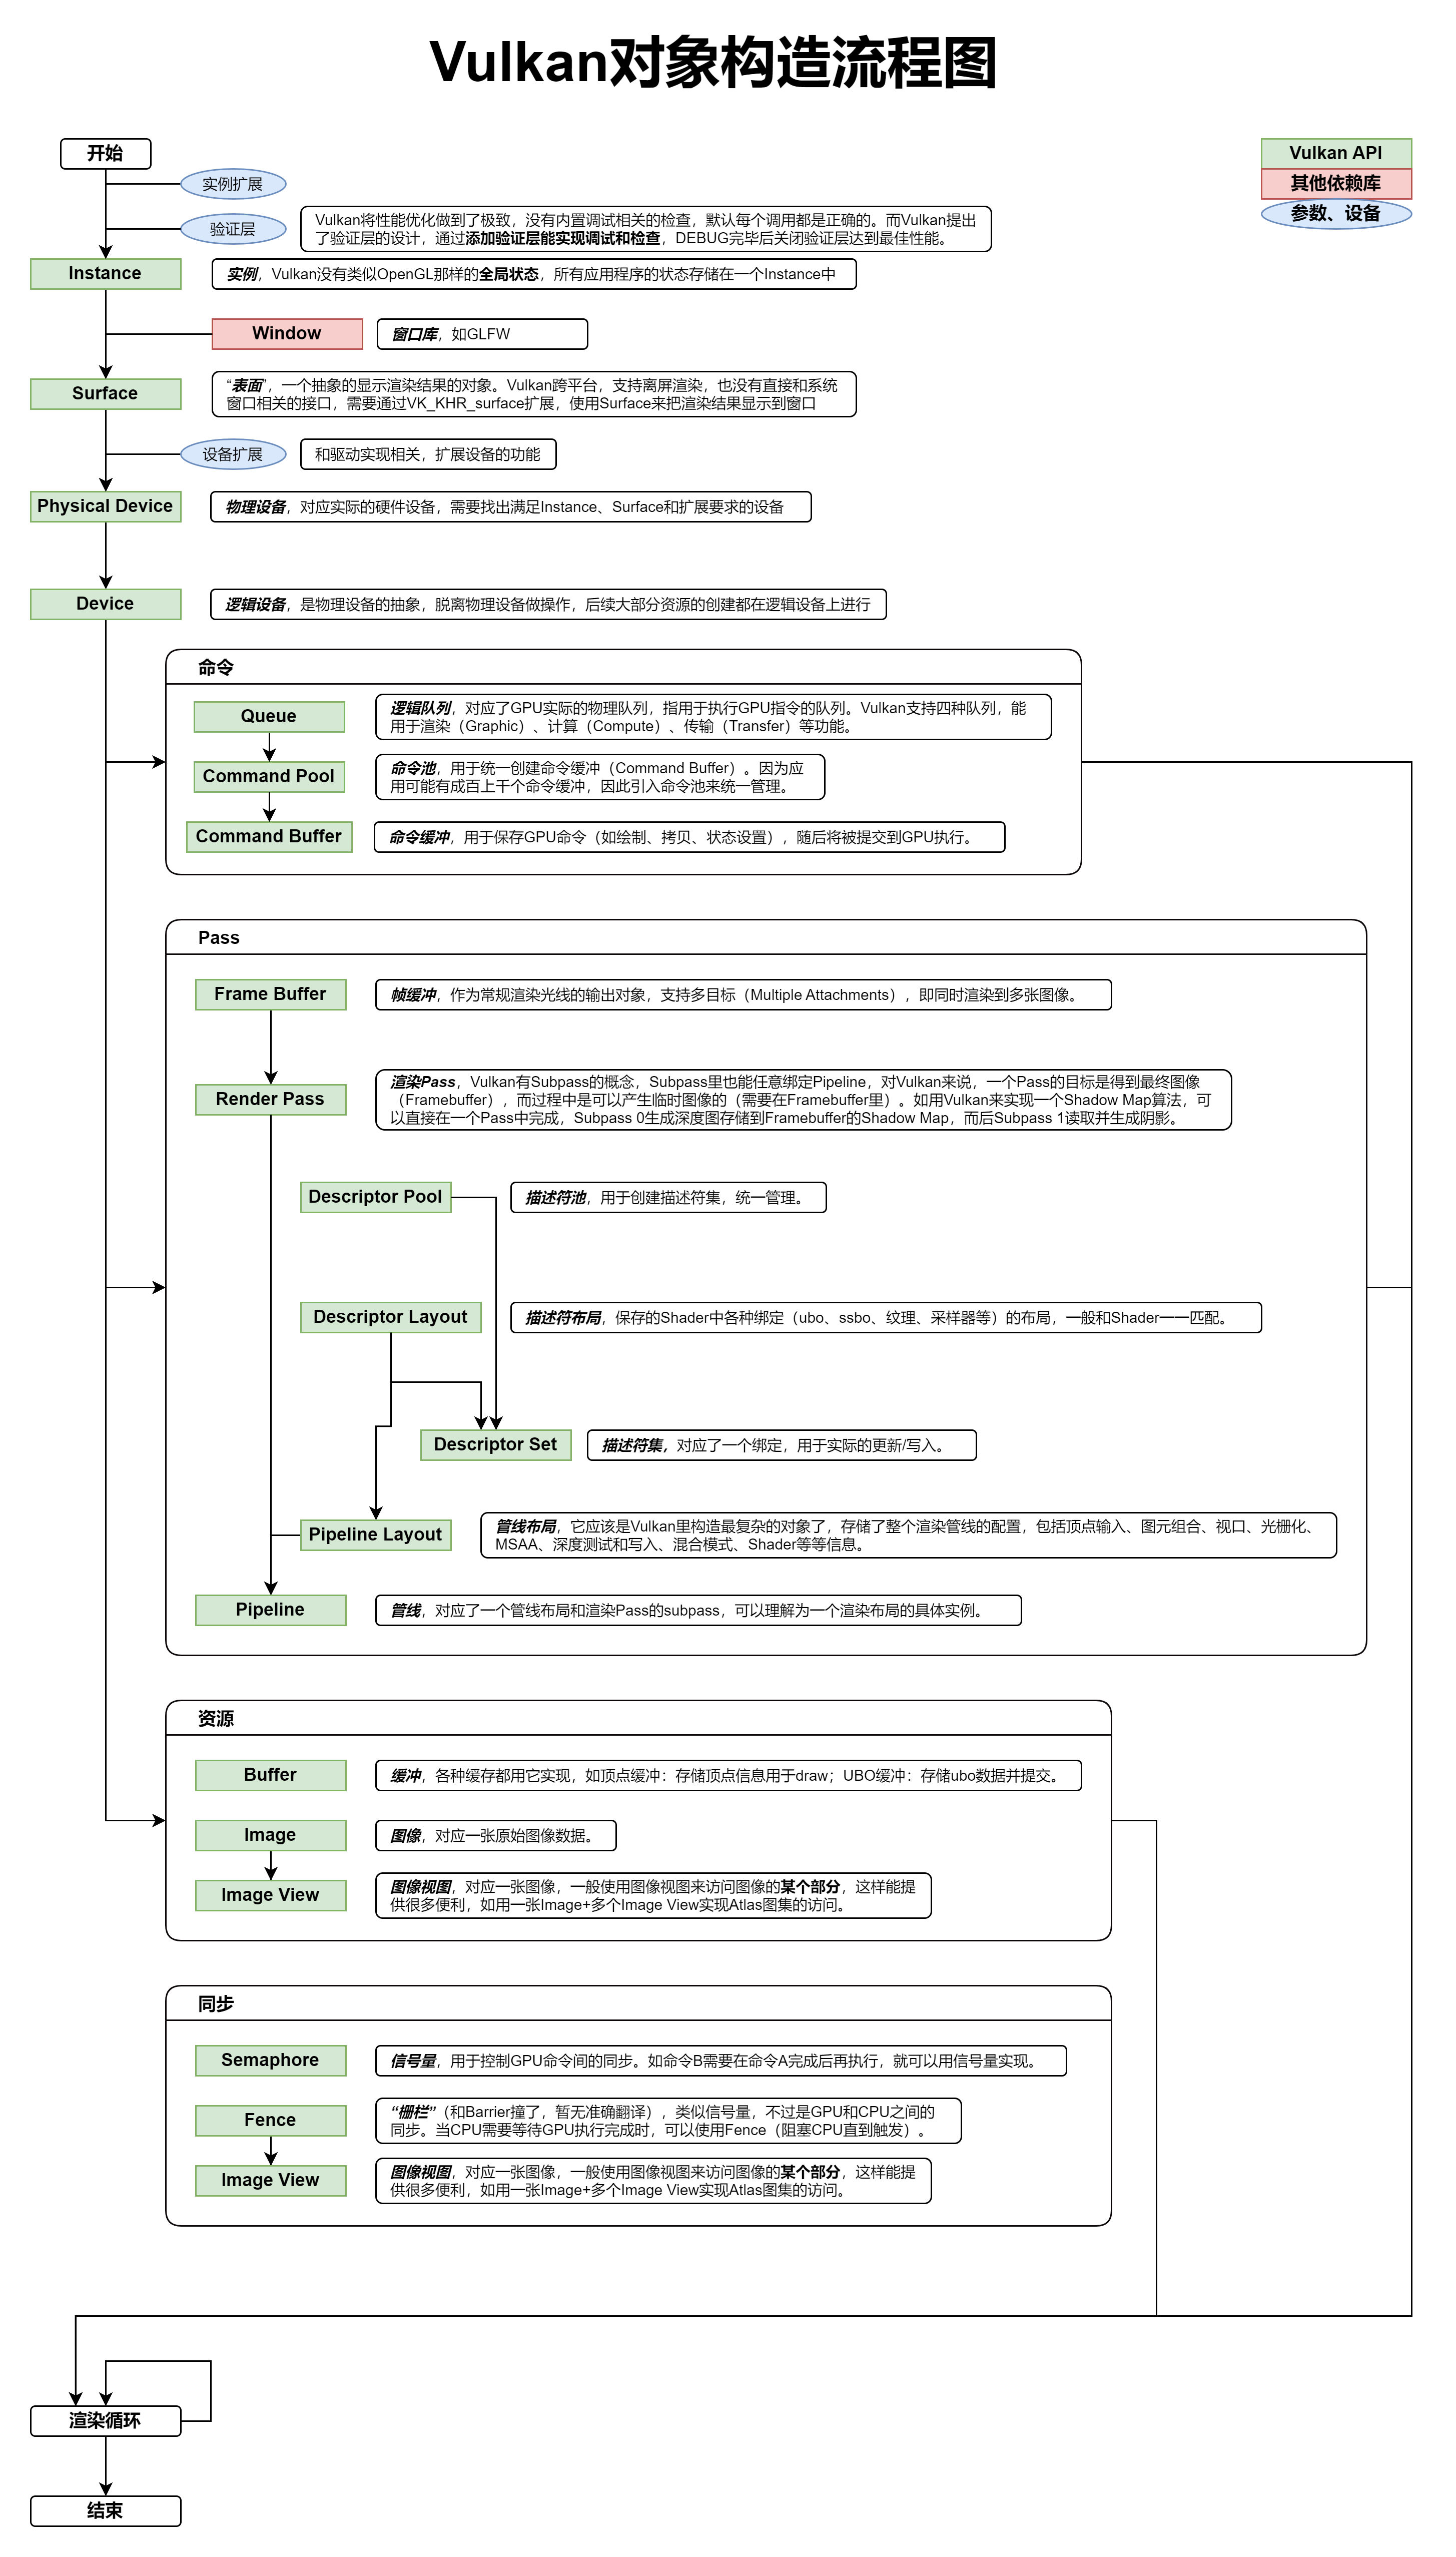 Vulkan对象构造流程图
开始
Vulkan API
其他依赖库
参数、设备
实例扩展
验证层
Vulkan将性能优化做到了极致，没有内置调试相关的检查，默认每个调用都是正确的。而Vulkan提出
了验证层的设计，通过添加验证层能实现调试和检查，DEBUG完毕后关闭验证层达到最佳性能。
Instance
实例，Vulkan没有类似OpenGL那样的全局状态，所有应用程序的状态存储在一个Instance中
Window
窗口库，如GLFW
Surface
“表面”，一个抽象的显示渲染结果的对象。Vulkan跨平台，支持离屏渲染，也没有直接和系统
窗口相关的接口，需要通过VK_KHR_surface扩展，使用Surface来把渲染结果显示到窗口
设备扩展
和驱动实现相关，扩展设备的功能
Physical Device
物理设备，对应实际的硬件设备，需要找出满足Instance、Surface和扩展要求的设备
Device
逻辑设备，是物理设备的抽象，脱离物理设备做操作，后续大部分资源的创建都在逻辑设备上进行
命令
Queue
逻辑队列，对应了GPU实际的物理队列，指用于执行GPU指令的队列。Vulkan支持四种队列，能
用于渲染（Graphic）、计算（Compute）、传输（Transfer）等功能。
Command Pool
命令池，用于统一创建命令缓冲（Command Buffer）。因为应
用可能有成百上千个命令缓冲，因此引入命令池来统一管理。
Command Buffer
命令缓冲，用于保存GPU命令（如绘制、拷贝、状态设置），随后将被提交到GPU执行。
Pass
Frame Buffer
帧缓冲，作为常规渲染光线的输出对象，支持多目标（Multiple Attachments），即同时渲染到多张图像。
Render Pass
渲染Pass，Vulkan有Subpass的概念，Subpass里也能任意绑定Pipeline，对Vulkan来说，一个Pass的目标是得到最终图像
（Framebuffer），而过程中是可以产生临时图像的（需要在Framebuffer里）。如用Vulkan来实现一个Shadow Map算法，可
以直接在一个Pass中完成，Subpass 0生成深度图存储到Framebuffer的Shadow Map，而后Subpass 1读取并生成阴影。
Descriptor Pool
描述符池，用于创建描述符集，统一管理。
Descriptor Layout
描述符布局，保存的Shader中各种绑定（ubo、ssbo、纹理、采样器等）的布局，一般和Shader一一匹配。
Descriptor Set
描述符集，对应了一个绑定，用于实际的更新/写入。
Pipeline Layout
管线布局，它应该是Vulkan里构造最复杂的对象了，存储了整个渲染管线的配置，包括顶点输入、图元组合、视口、光栅化、
MSAA、深度测试和写入、混合模式、Shader等等信息。
Pipeline
管线，对应了一个管线布局和渲染Pass的subpass，可以理解为一个渲染布局的具体实例。
资源
Buffer
缓冲，各种缓存都用它实现，如顶点缓冲：存储顶点信息用于draw；UBO缓冲：存储ubo数据并提交。
Image
图像，对应一张原始图像数据。
Image View
图像视图，对应一张图像，一般使用图像视图来访问图像的某个部分，这样能提
供很多便利，如用一张Image+多个Image View实现Atlas图集的访问。
同步
Semaphore
信号量，用于控制GPU命令间的同步。如命令B需要在命令A完成后再执行，就可以用信号量实现。
Fence
“栅栏”（和Barrier撞了，暂无准确翻译），类似信号量，不过是GPU和CPU之间的
同步。当CPU需要等待GPU执行完成时，可以使用Fence（阻塞CPU直到触发）。
Image View
图像视图，对应一张图像，一般使用图像视图来访问图像的某个部分，这样能提
供很多便利，如用一张Image+多个Image View实现Atlas图集的访问。
渲染循环
结束